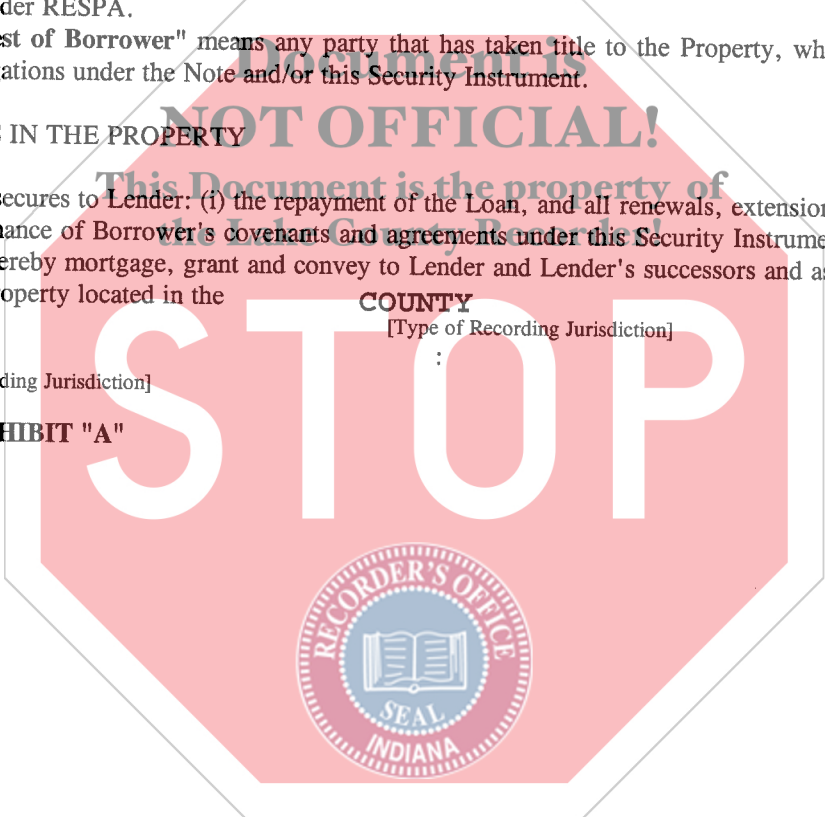 der RESPA.
st of Borrower" means any party that has taken title to the Property, wh
ations under the Note and/or this Security Instrument.
Document is
NOT OFFICIAL!
IN THE PROPERTY
This Document is the property of
the Lake County Recorder!
ecures to Lender: (i) the repayment of the Loan, and all renewals, extension
ance of Borrower's covenants and agreements under this Security Instrume
ereby mortgage, grant and convey to Lender and Lender's successors and as
operty located in the COUNTY
[Type of Recording Jurisdiction]
:
ding Jurisdiction]
HIBIT "A"
STOP
RECORDER'S OFFICE
SEAL
INDIANA